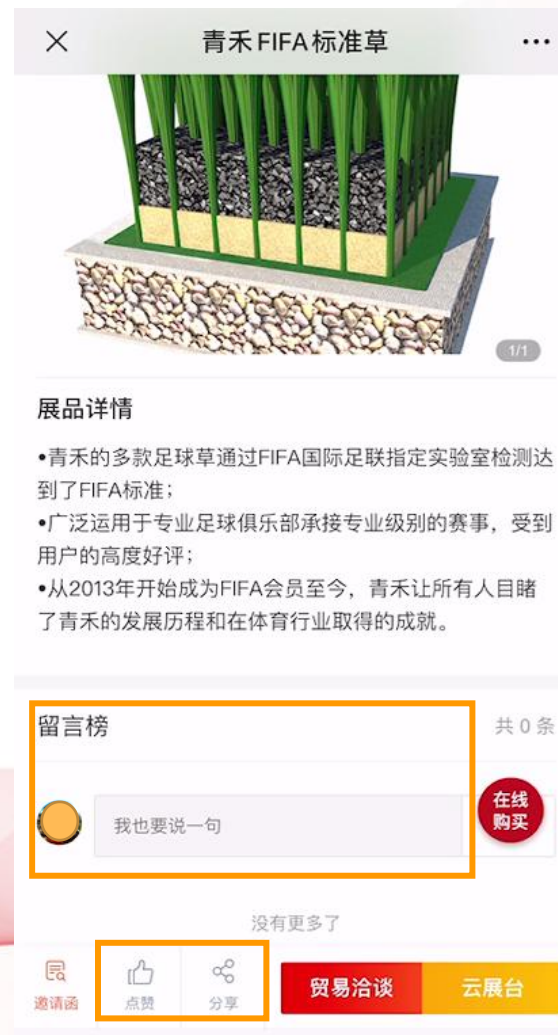 青禾FIFA标准草
1/1
展品详情
•青禾的多款足球草通过FIFA国际足联指定实验室检测达
到了FIFA标准；
•广泛运用于专业足球俱乐部承接专业级别的赛事，受到
用户的高度好评；
•从2013年开始成为FIFA会员至今，青禾让所有人目睹
了青禾的发展历程和在体育行业取得的成就。
留言榜 共 0 条
我也要说一句
在线
购买
没有更多了
邀请函 点赞 分享 贸易洽谈 云展台